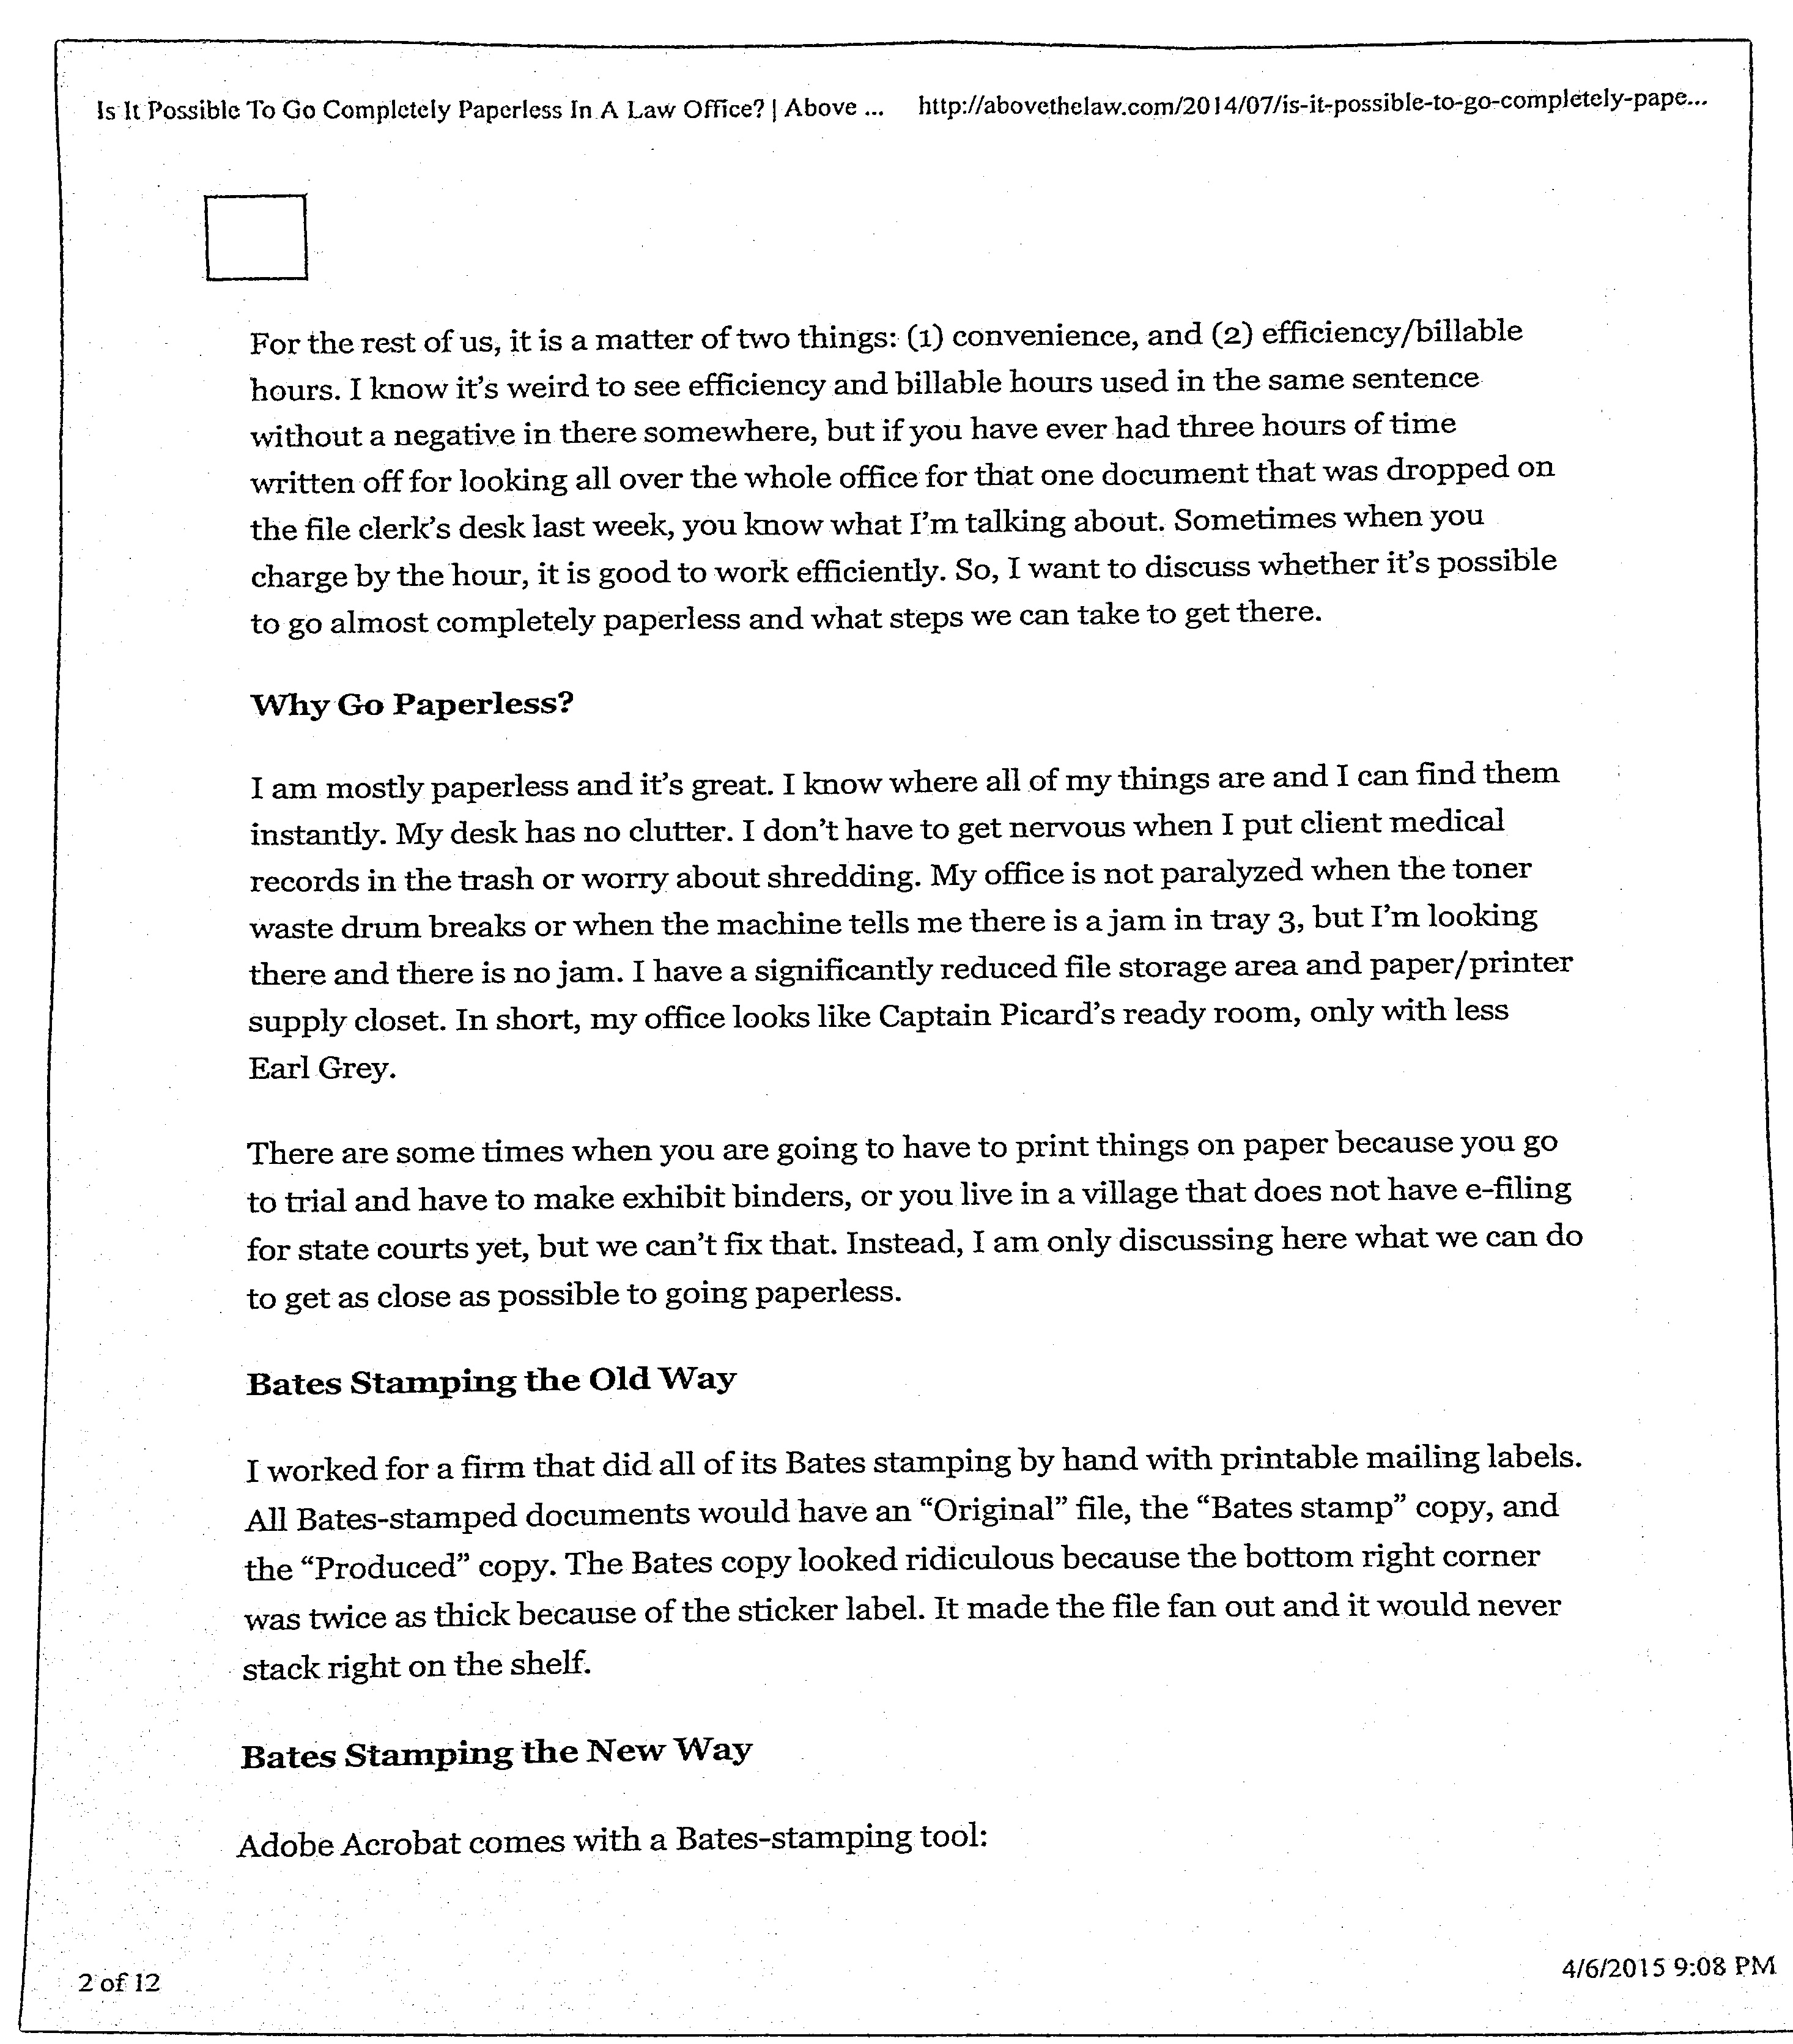 Is It Possible To Go Completely Paperless In A Law Office? | Above ... http://abovethelaw.com/2014/07/is-it-possible-to-go-completely-pape...
For the rest of us, it is a matter of two things: (1) convenience, and (2) efficiency/billable
hours. I know it’s weird to see efficiency and billable hours used in the same sentence
without a negative in there somewhere, but if you have ever had three hours of time
written off for looking all over the whole office for that one document that was dropped on
the file clerk’s desk last week, you know what I’m talking about. Sometimes when you
charge by the hour, it is good to work efficiently. So, I want to discuss whether it’s possible
to go almost completely paperless and what steps we can take to get there.
Why Go Paperless?
I am mostly paperless and it’s great. I know where all of my things are and I can find them
instantly. My desk has no clutter. I don’t have to get nervous when I put client medical
records in the trash or worry about shredding. My office is not paralyzed when the toner
waste drum breaks or when the machine tells me there is a jam in tray 3, but I’m looking
there and there is no jam. I have a significantly reduced file storage area and paper/printer
supply closet. In short, my office looks like Captain Picard’s ready room, only with less
Earl Grey.
There are some times when you are going to have to print things on paper because you go
to trial and have to make exhibit binders, or you live in a village that does not have e-filing
for state courts yet, but we can’t fix that. Instead, I am only discussing here what we can do
to get as close as possible to going paperless.
Bates Stamping the Old Way
I worked for a firm that did all of its Bates stamping by hand with printable mailing labels.
All Bates-stamped documents would have an “Original” file, the “Bates stamp” copy, and
the “Produced” copy. The Bates copy looked ridiculous because the bottom right corner
was twice as thick because of the sticker label. It made the file fan out and it would never
stack right on the shelf.
Bates Stamping the New Way
Adobe Acrobat comes with a Bates-stamping tool:
2 of 12 4/6/2015 9:08 PM